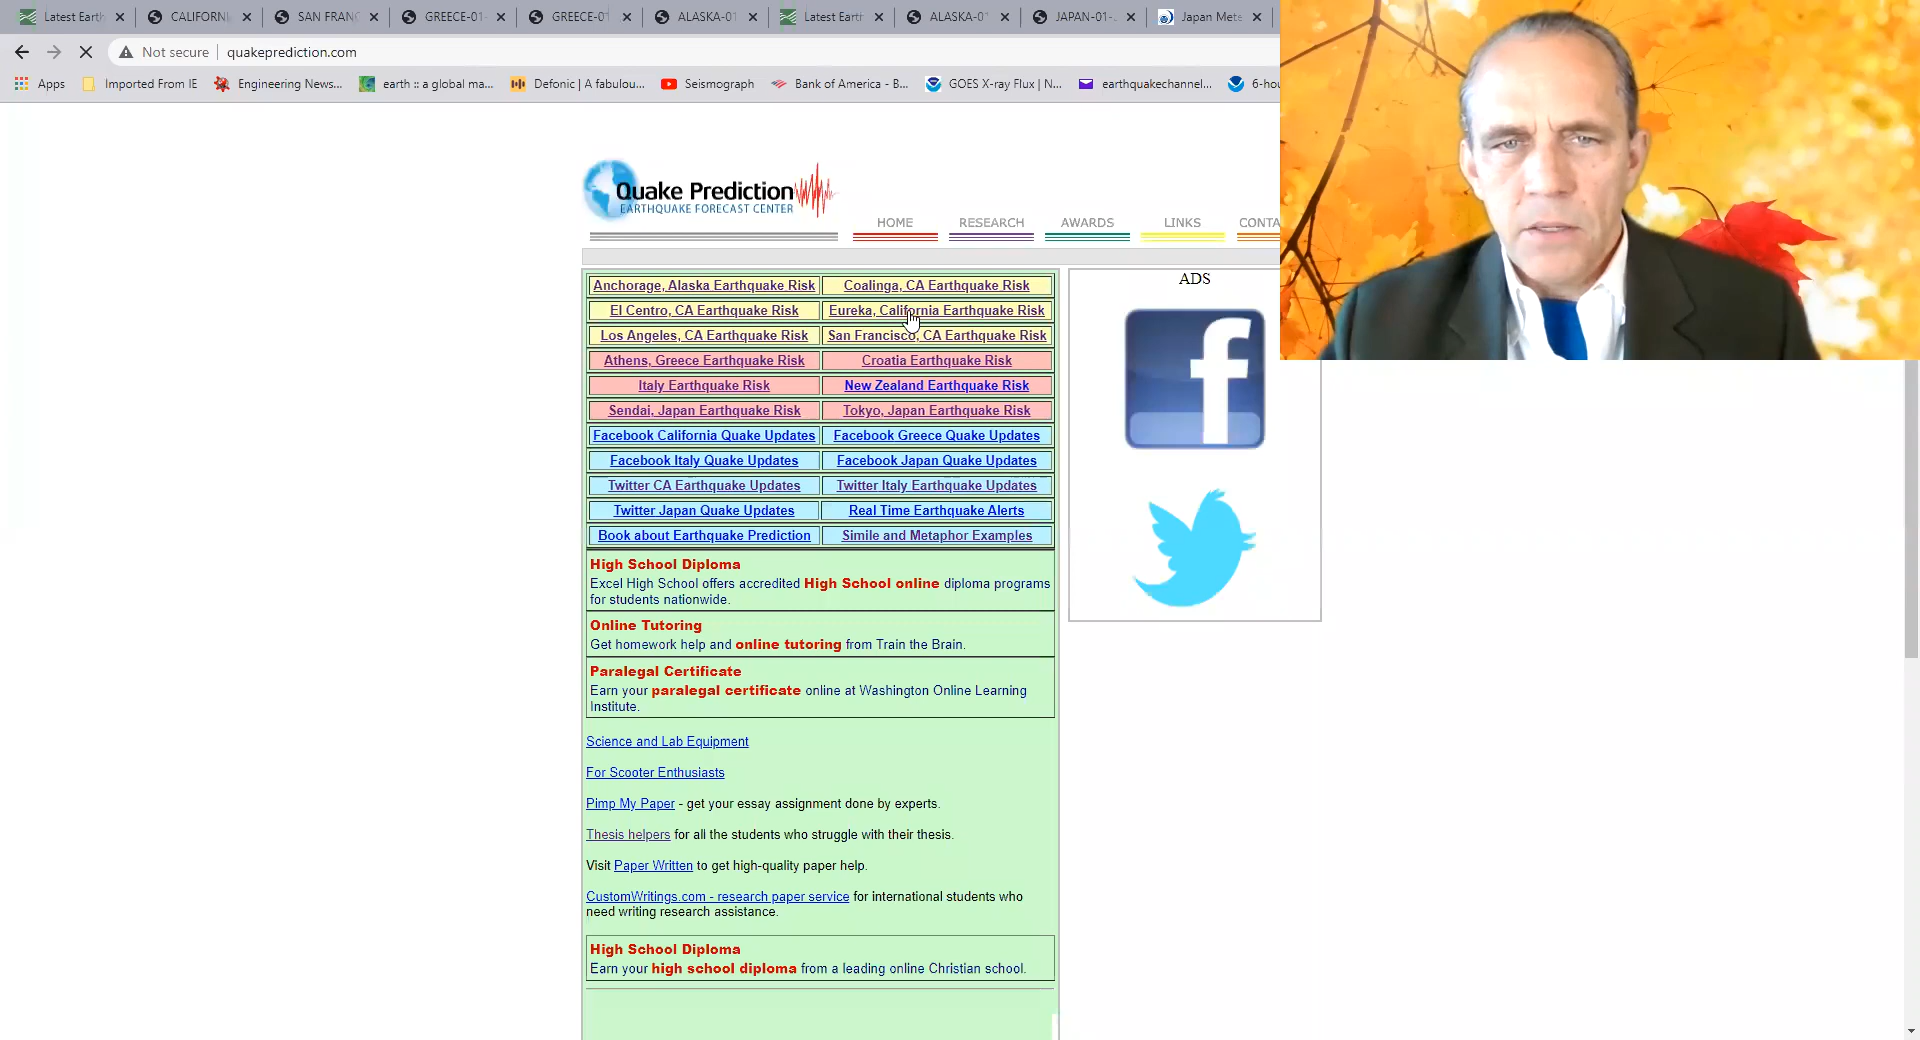 Latest Earth
CALIFORNI
SAN FRANC
GREECE-01-
GREECE-01
ALASKA-01
Latest Earth
ALASKA-0
JAPAN-01-
Japan Mete
Not secure
quakeprediction.com
Apps
Imported From IE
Engineering News...
earth :: a global ma...
Defonic | A fabulou...
Seismograph
Bank of America - B...
GOES X-ray Flux | N...
earthquakechannel...
6-hou
Quake Prediction
EARTHQUAKE FORECAST CENTER
HOME
RESEARCH
AWARDS
LINKS
CONTA
Anchorage, Alaska Earthquake Risk
Coalinga, CA Earthquake Risk
El Centro, CA Earthquake Risk
Eureka, California Earthquake Risk
Los Angeles, CA Earthquake Risk
San Francisco, CA Earthquake Risk
Athens, Greece Earthquake Risk
Croatia Earthquake Risk
Italy Earthquake Risk
New Zealand Earthquake Risk
Sendai, Japan Earthquake Risk
Tokyo, Japan Earthquake Risk
Facebook California Quake Updates
Facebook Greece Quake Updates
Facebook Italy Quake Updates
Facebook Japan Quake Updates
Twitter CA Earthquake Updates
Twitter Italy Earthquake Updates
Twitter Japan Quake Updates
Real Time Earthquake Alerts
Book about Earthquake Prediction
Simile and Metaphor Examples
ADS
High School Diploma
Excel High School offers accredited High School online diploma programs
for students nationwide.
Online Tutoring
Get homework help and online tutoring from Train the Brain.
Paralegal Certificate
Earn your paralegal certificate online at Washington Online Learning
Institute.
Science and Lab Equipment
For Scooter Enthusiasts
Pimp My Paper - get your essay assignment done by experts.
Thesis helpers for all the students who struggle with their thesis.
Visit Paper Written to get high-quality paper help.
CustomWritings.com - research paper service for international students who
need writing research assistance.
High School Diploma
Earn your high school diploma from a leading online Christian school.